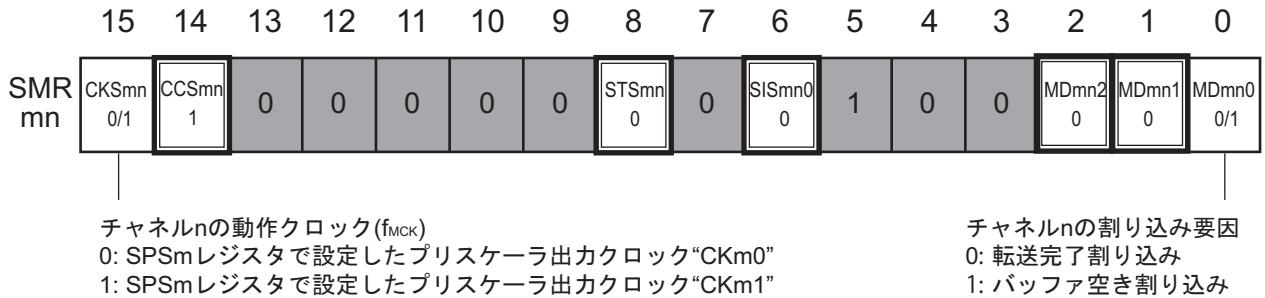 15 14 13 12 11 10 9 8 7 6 5 4 3 2 1 0
SMR
mn
CKSmn
0/1
CCSmn
1
0
0
0
0
0
STSmn
0
0
SISmn0
0
1
0
0
MDmn2
0
MDmn1
0
MDmn0
0/1
チャネルnの動作クロック(fMCK)
0: SPSmレジスタで設定したプリスケーラ出力クロック“CKm0”
1: SPSmレジスタで設定したプリスケーラ出力クロック“CKm1”
チャネルnの割り込み要因
0: 転送完了割り込み
1: バッファ空き割り込み